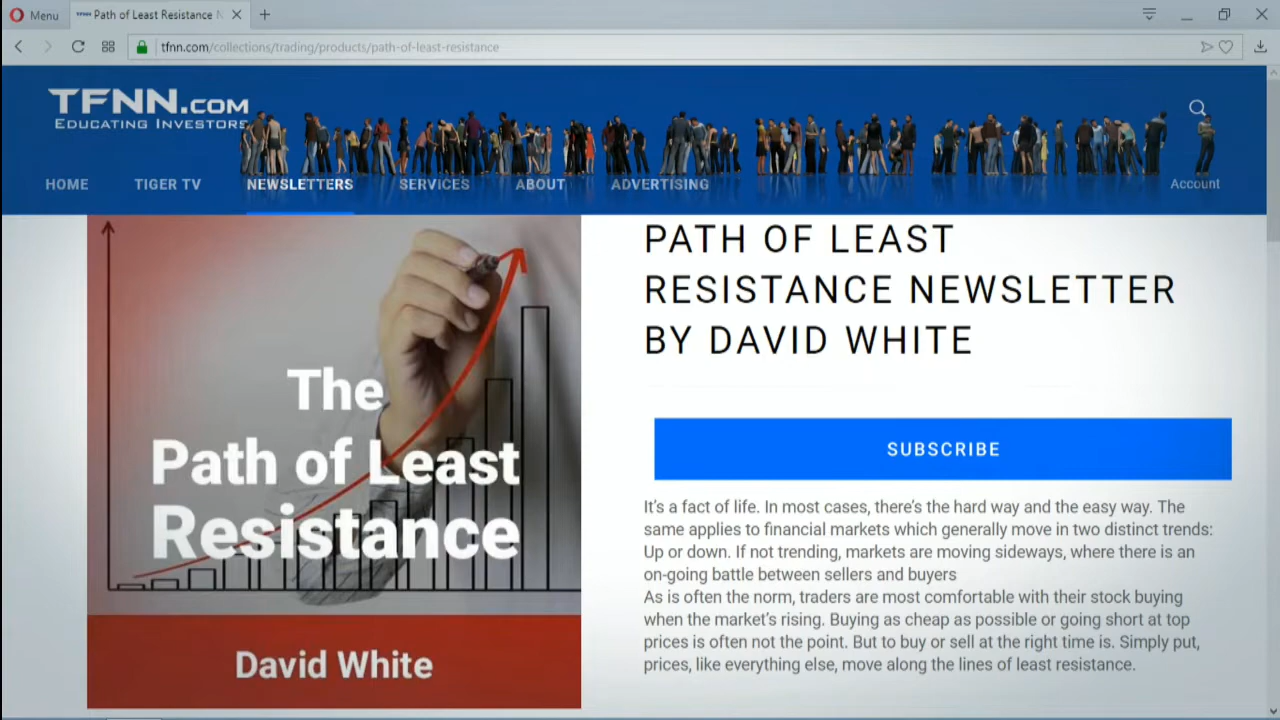 Menu
Path of Least Resistance N
tfnn.com/collections/trading/products/path-of-least-resistance
TFNN.COM
EDUCATING INVESTORS
HOME
TIGER TV
NEWSLETTERS
SERVICES
ABOUT
ADVERTISING
Account
The
Path of Least
Resistance
David White
PATH OF LEAST
RESISTANCE NEWSLETTER
BY DAVID WHITE
SUBSCRIBE
It's a fact of life. In most cases, there's the hard way and the easy way. The
same applies to financial markets which generally move in two distinct trends:
Up or down. If not trending, markets are moving sideways, where there is an
on-going battle between sellers and buyers
As is often the norm, traders are most comfortable with their stock buying
when the market's rising. Buying as cheap as possible or going short at top
prices is often not the point. But to buy or sell at the right time is. Simply put,
prices, like everything else, move along the lines of least resistance.